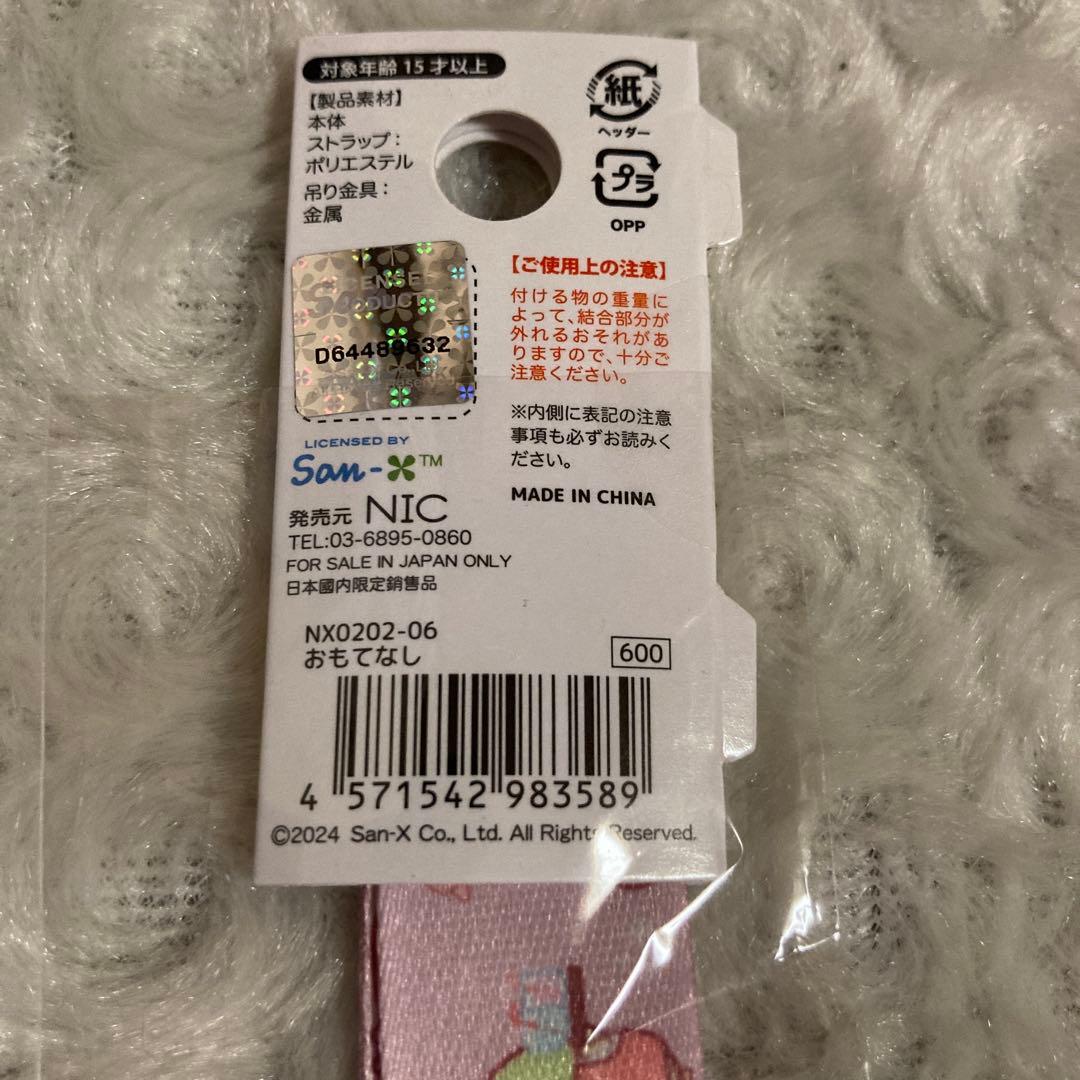 対象年齢 15 才以上
【製品素材】
本体
ストラップ：
ポリエステル
吊り金具：
金属
紙
ヘッダー
プラ
OPP
【ご使用上の注意】
付ける物の重量に
よって、結合部分が
外れるおそれがあ
りますので、十分ご
注意ください。
※内側に表記の注意
事項も必ずお読みく
ださい。
MADE IN CHINA
D64489632
LICENSED BY
San-X™
発売元 NIC
TEL:03-6895-0860
FOR SALE IN JAPAN ONLY
日本國内限定銷售品
NX0202-06
おもてなし
600
4 571542 983589
©2024 San-X Co., Ltd. All Rights Reserved.